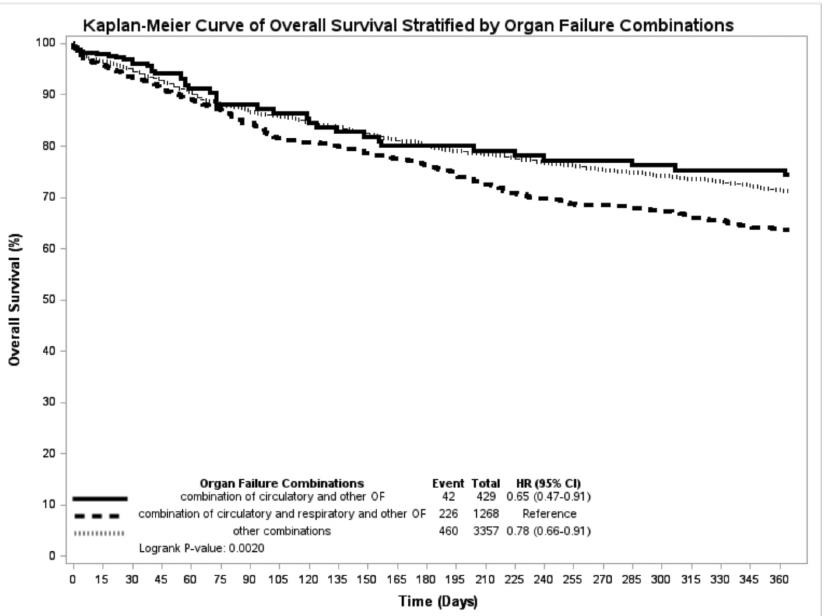 Kaplan-Meier Curve of Overall Survival Stratified by Organ Failure Combinations
Overall Survival (%)
100
90
80
70
60
50
40
30
20
10
0
Organ Failure Combinations Event Total HR (95% CI)
combination of circulatory and other OF 42 429 0.65 (0.47-0.91)
combination of circulatory and respiratory and other OF 226 1268 Reference
other combinations 460 3357 0.78 (0.66-0.91)
Logrank P-value: 0.0020
0 15 30 45 60 75 90 105 120 135 150 165 180 195 210 225 240 255 270 285 300 315 330 345 360
Time (Days)